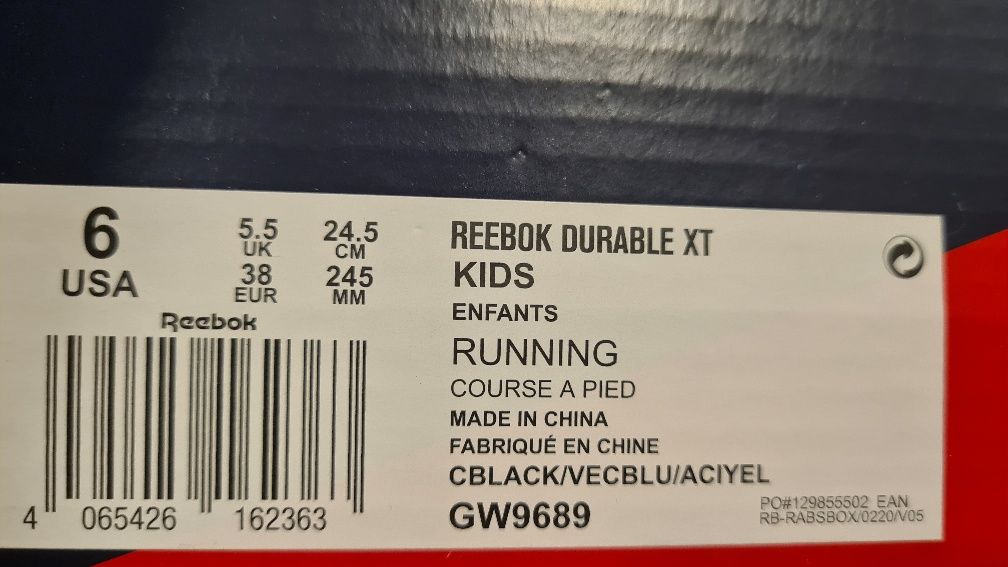 6
USA
5.5
UK
38
EUR
24.5
CM
245
MM
Reebok
4 065426 162363
REEBOK DURABLE XT
KIDS
ENFANTS
RUNNING
COURSE A PIED
MADE IN CHINA
FABRIQUÉ EN CHINE
CBLACK/VECBLU/ACIYEL
GW9689
PO#129855502 EAN
RB-RABSBOX/0220/V05